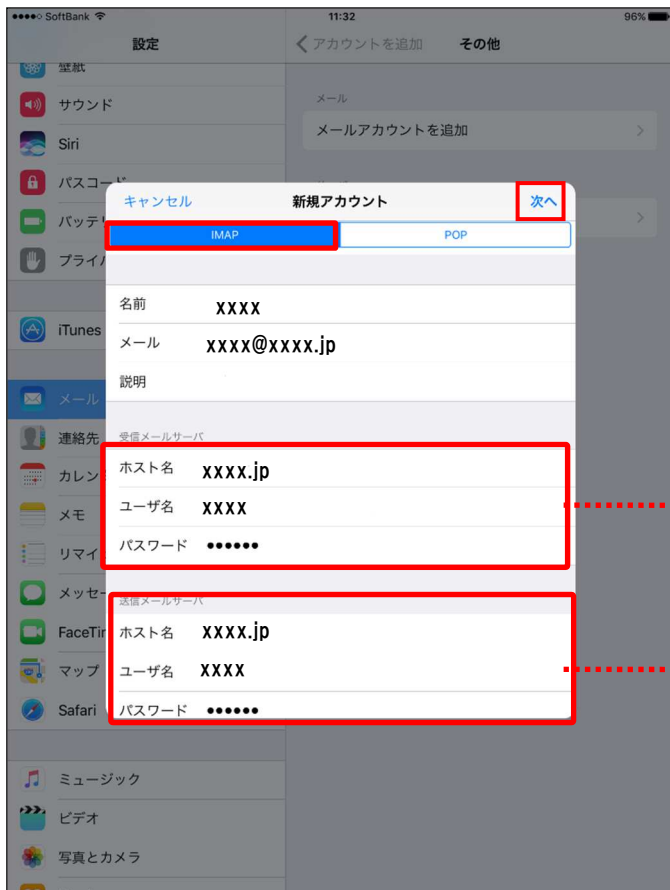 SoftBank
11:32
96%
設定
アカウントを追加
その他
壁紙
サウンド
メール
Siri
メールアカウントを追加
キャンセル
新規アカウント
次へ
パスコード
バッテリ
IMAP
POP
プライバ
名前
xxxx
iTunes
メール
xxxx@xxxx.jp
説明
メール
連絡先
受信メールサーバ
カレン
ホスト名
xxxx.jp
メモ
ユーザ名
xxxx
リマイ
パスワード
••••••
メッセー
送信メールサーバ
FaceTi
ホスト名
xxxx.jp
マップ
ユーザ名
xxxx
Safari
パスワード
••••••
ミュージック
ビデオ
写真とカメラ